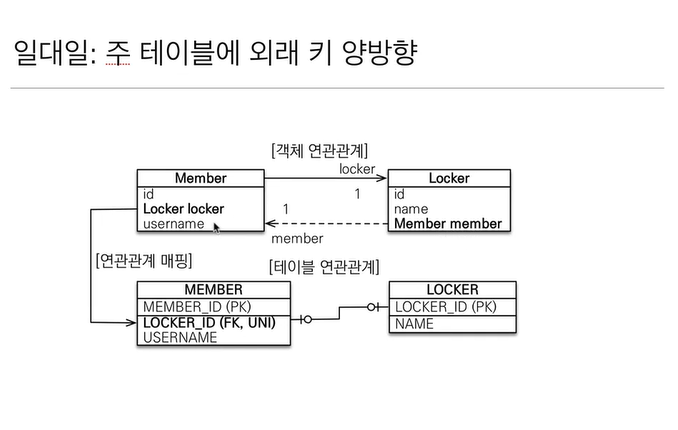 일대일: 주 테이블에 외래 키 양방향
[객체 연관관계]
Member
id
Locker locker
username
locker
1
1
member
Locker
id
name
Member member
[연관관계 매핑]
[테이블 연관관계]
MEMBER
MEMBER_ID (PK)
LOCKER_ID (FK, UNI)
USERNAME
LOCKER
LOCKER_ID (PK)
NAME